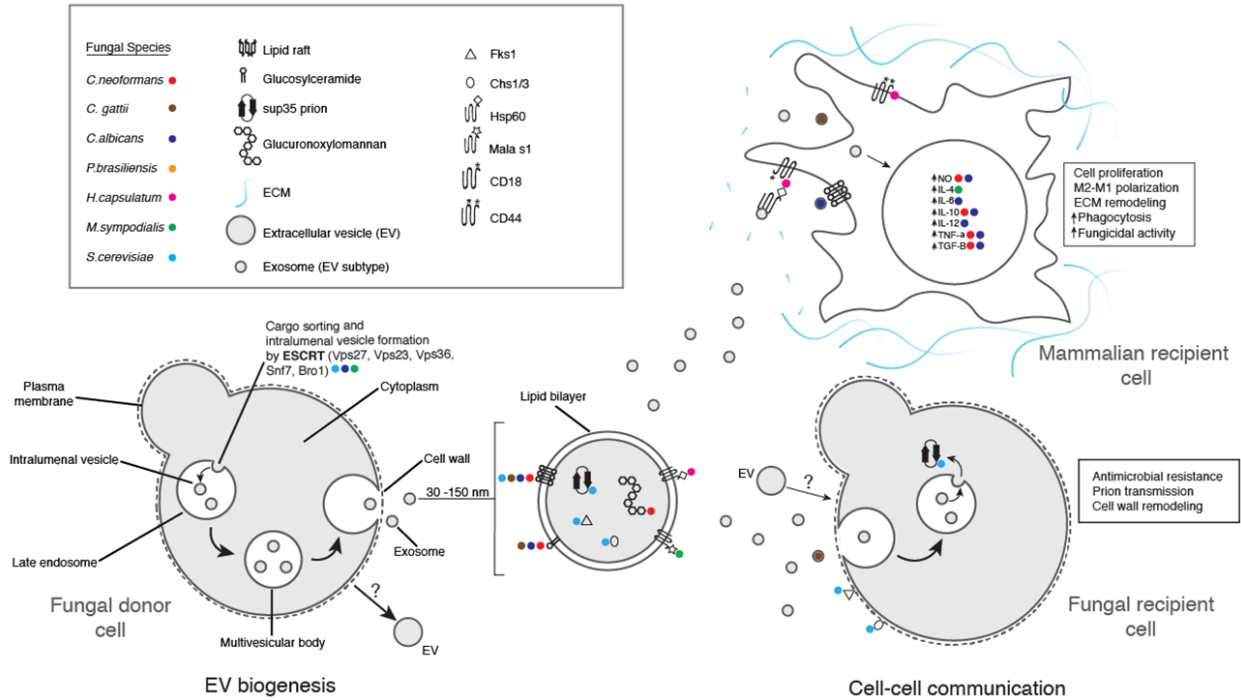 Fungal Species
C.neoformans
C. gattii
C.albicans
P.brasiliensis
H.capsulatum
M.sympodialis
S.cerevisiae
Lipid raft
Glucosylceramide
sup35 prion
Glucuronoxylomannan
ECM
Extracellular vesicle (EV)
Exosome (EV subtype)
Fks1
Chs1/3
Hsp60
Mala s1
CD18
CD44
NO
IL-4
IL-6
IL-10
IL-12
TNF-a
TGF-B
Cell proliferation
M2-M1 polarization
ECM remodeling
Phagocytosis
Fungicidal activity
Mammalian recipient
cell
Cargo sorting and
intralumenal vesicle formation
by ESCRT (Vps27, Vps23, Vps36,
Snf7, Bro1)
Plasma
membrane
Cytoplasm
Intralumenal vesicle
Cell wall
30 -150 nm
Late endosome
Exosome
Fungal donor
cell
Multivesicular body
?
EV
EV biogenesis
Lipid bilayer
EV
?
Antimicrobial resistance
Prion transmission
Cell wall remodeling
Fungal recipient
cell
Cell-cell communication